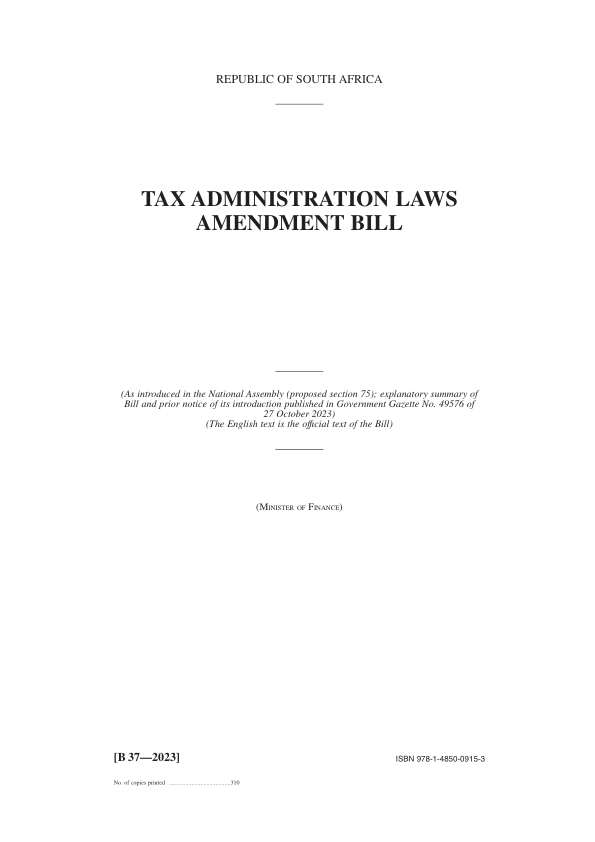 REPUBLIC OF SOUTH AFRICA
TAX ADMINISTRATION LAWS
AMENDMENT BILL
(As introduced in the National Assembly (proposed section 75); explanatory summary of
Bill and prior notice of its introduction published in Government Gazette No. 49576 of
27 October 2023)
(The English text is the official text of the Bill)
(Minister of Finance)
[B 37—2023]
ISBN 978-1-4850-0915-3
No. of copies printed .........................................310